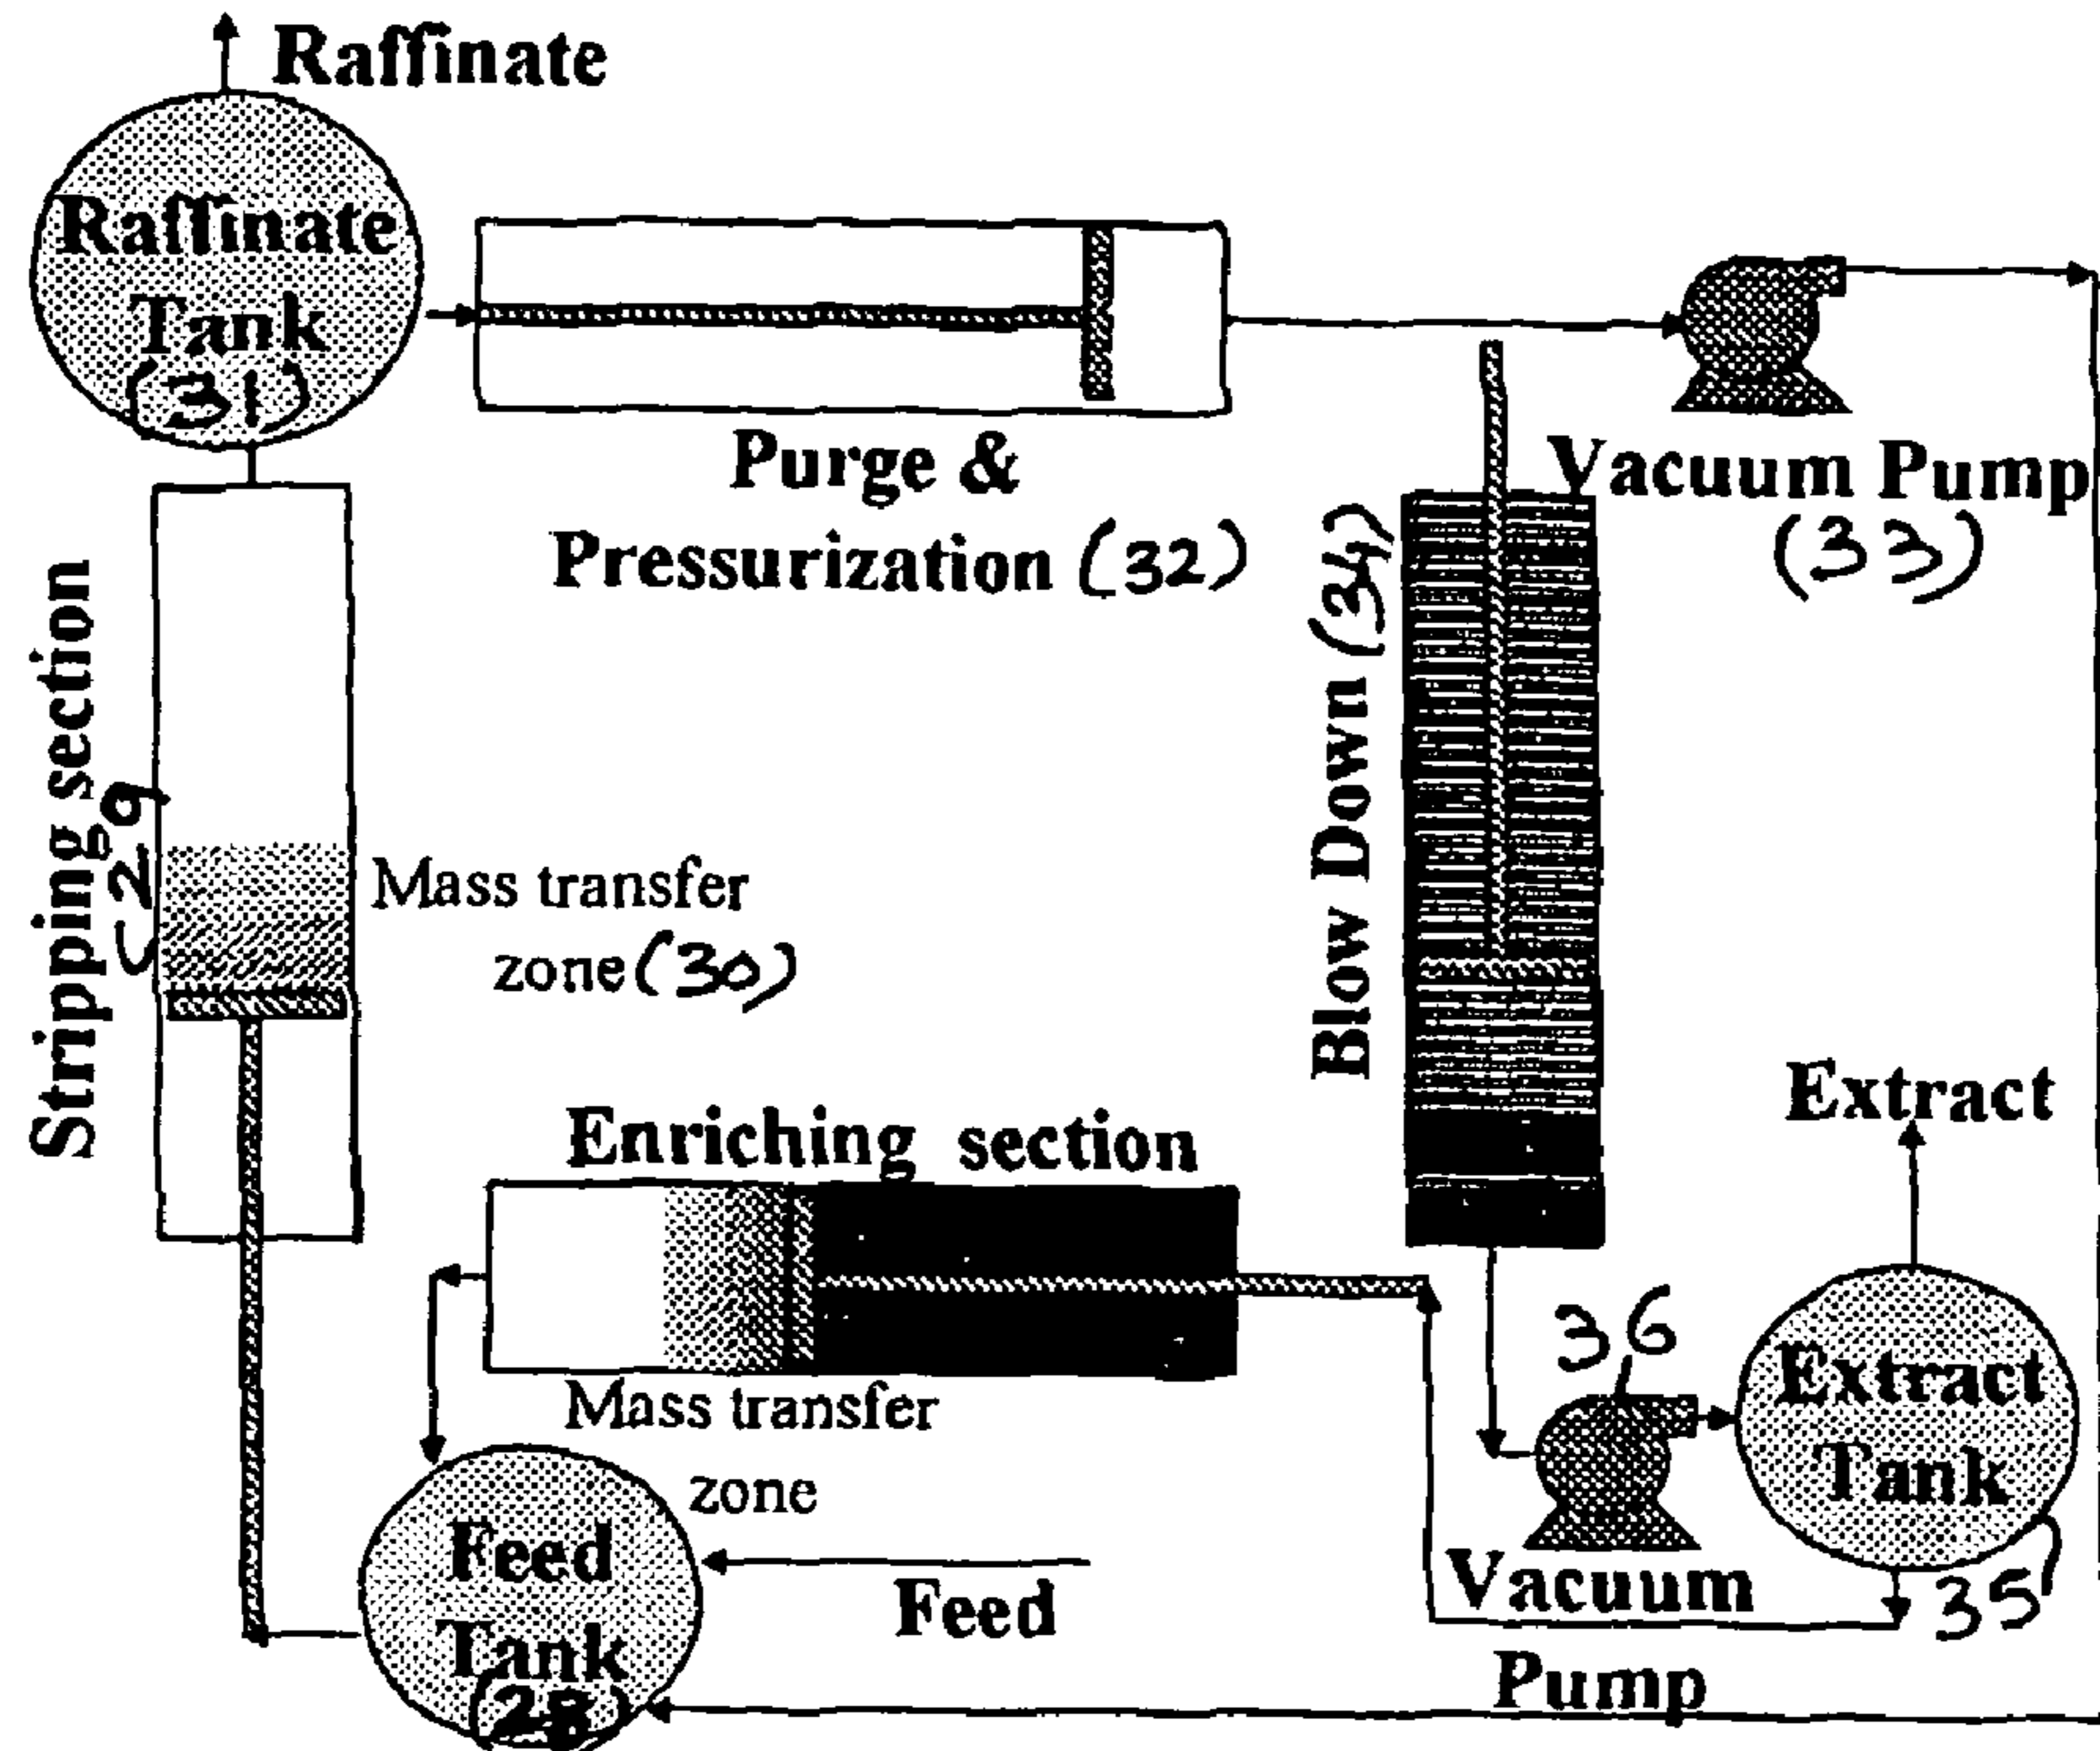 Raffinate
Raffinate
Tank
(31)
Purge &
Pressurization (32)
Vacuum Pump
(33)
Stripping section
(29
Mass transfer
zone (30)
Blow Down (34)
Enriching section
Mass transfer
zone
Extract
36
Extract
Tank
35
Feed
Tank
(28)
Feed
Vacuum
Pump